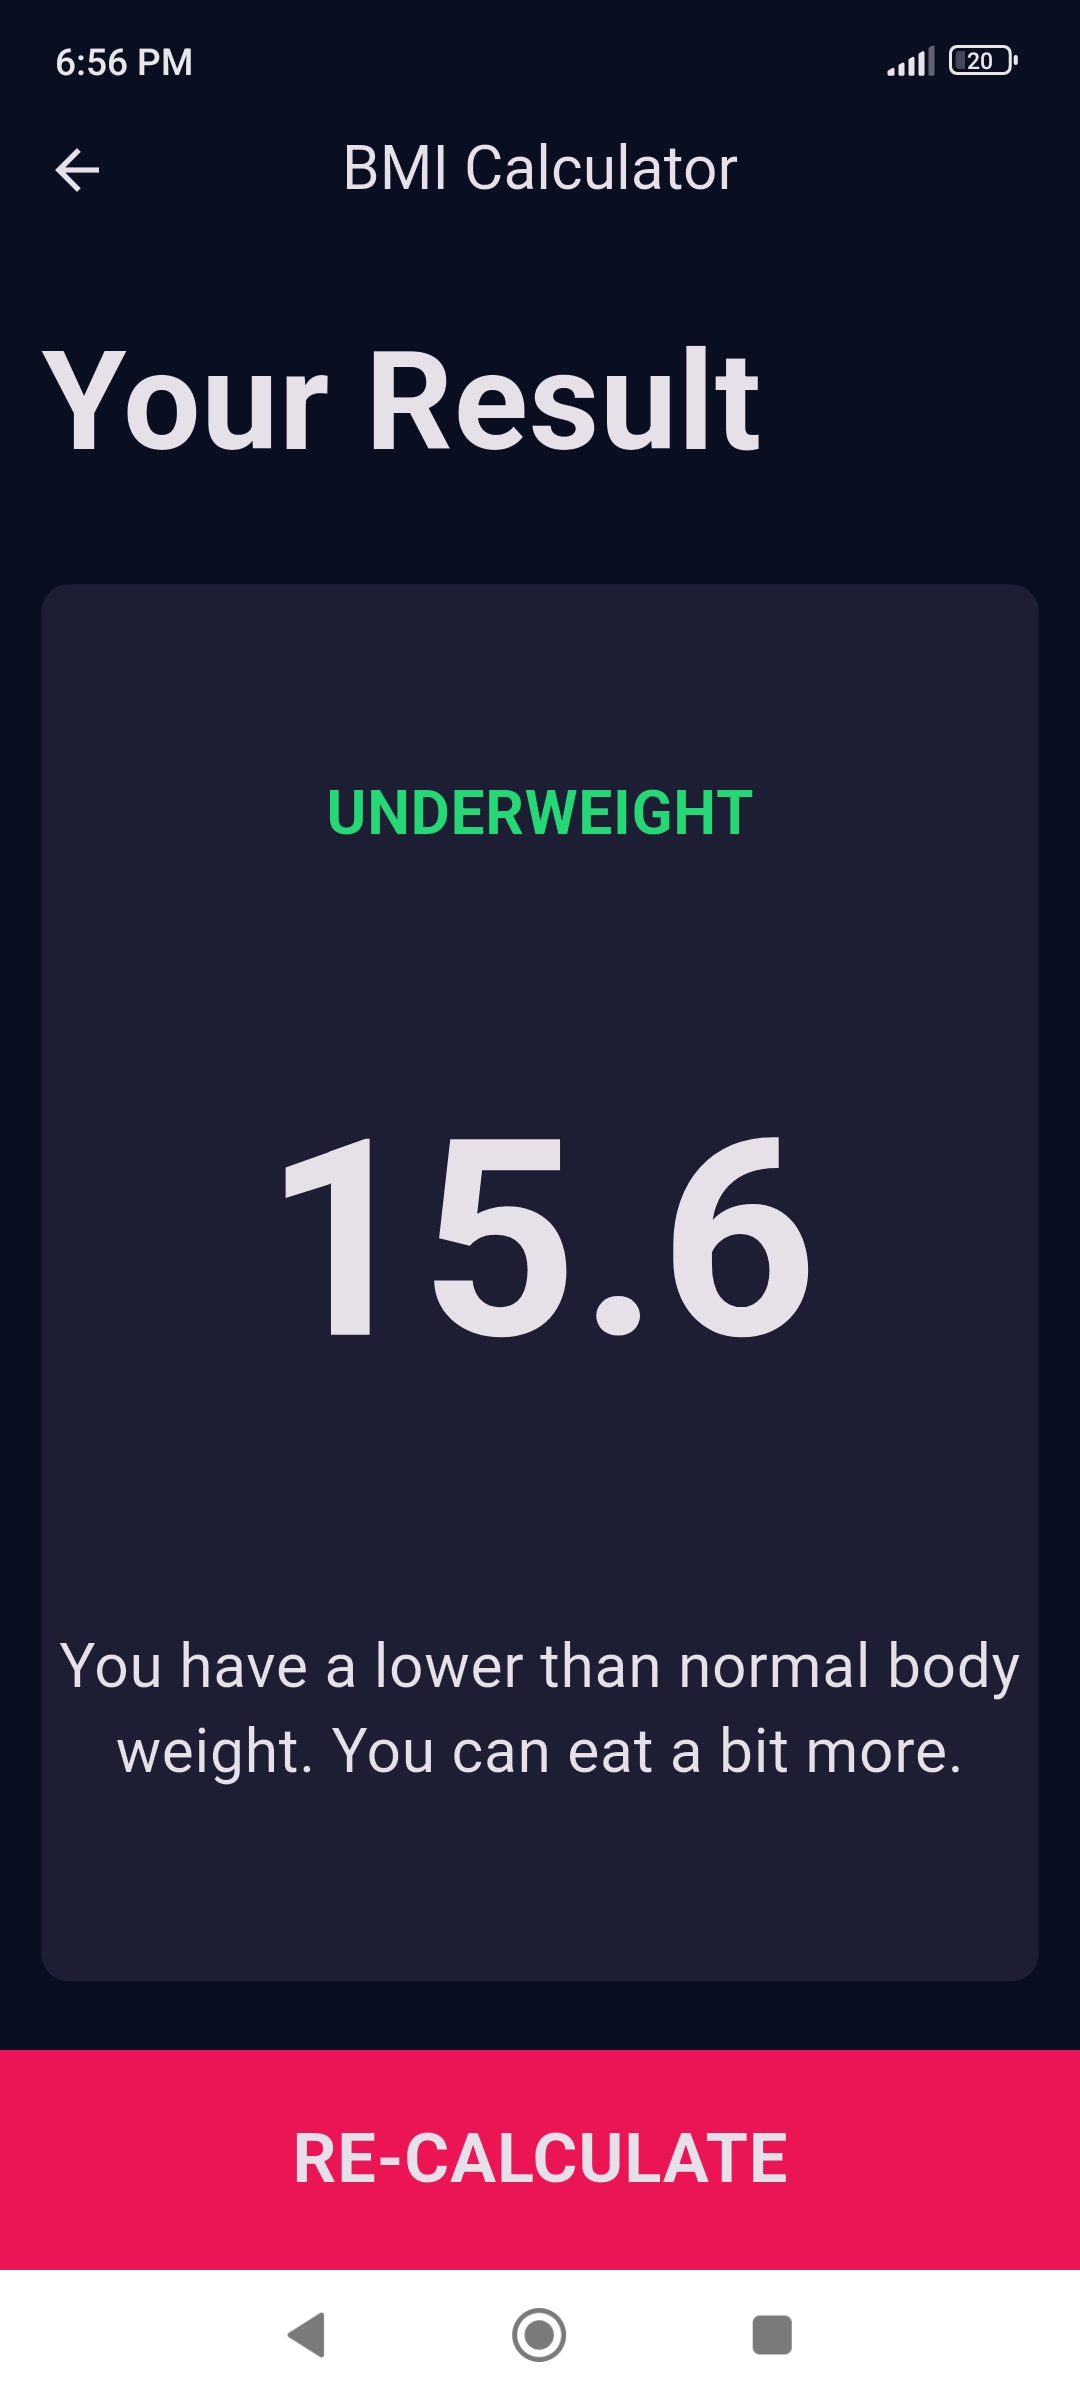 6:56 PM
20
BMI Calculator
Your Result
UNDERWEIGHT
15.6
You have a lower than normal body
weight. You can eat a bit more.
RE-CALCULATE